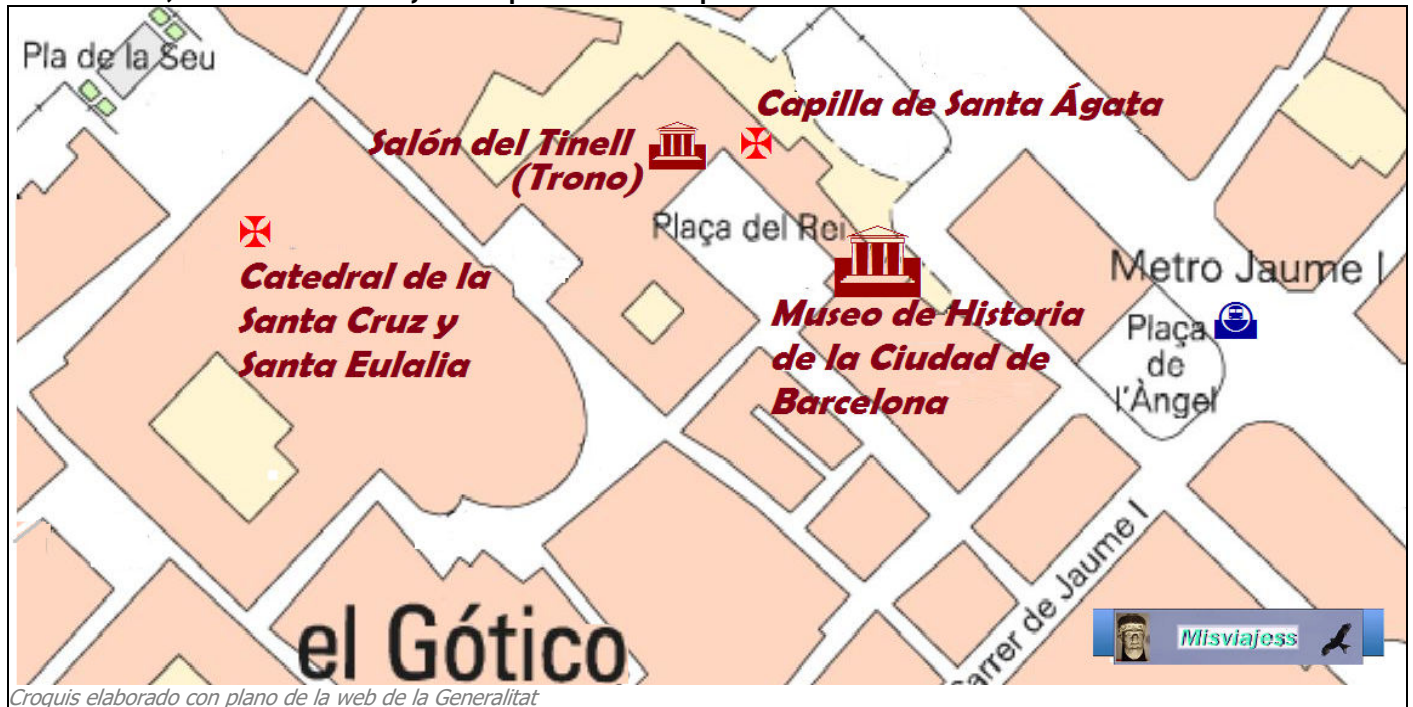 Pla de la Seu
Capilla de Santa Ágata
Salón del Tinell
(Trono)
Plaça del Rei
Catedral de la
Santa Cruz y
Santa Eulalia
Museo de Historia
de la Ciudad de
Barcelona
Metro Jaume I
Plaça
de
l'Àngel
el Gótico
Carrer de Jaume I
Misviajess
Croquis elaborado con plano de la web de la Generalitat